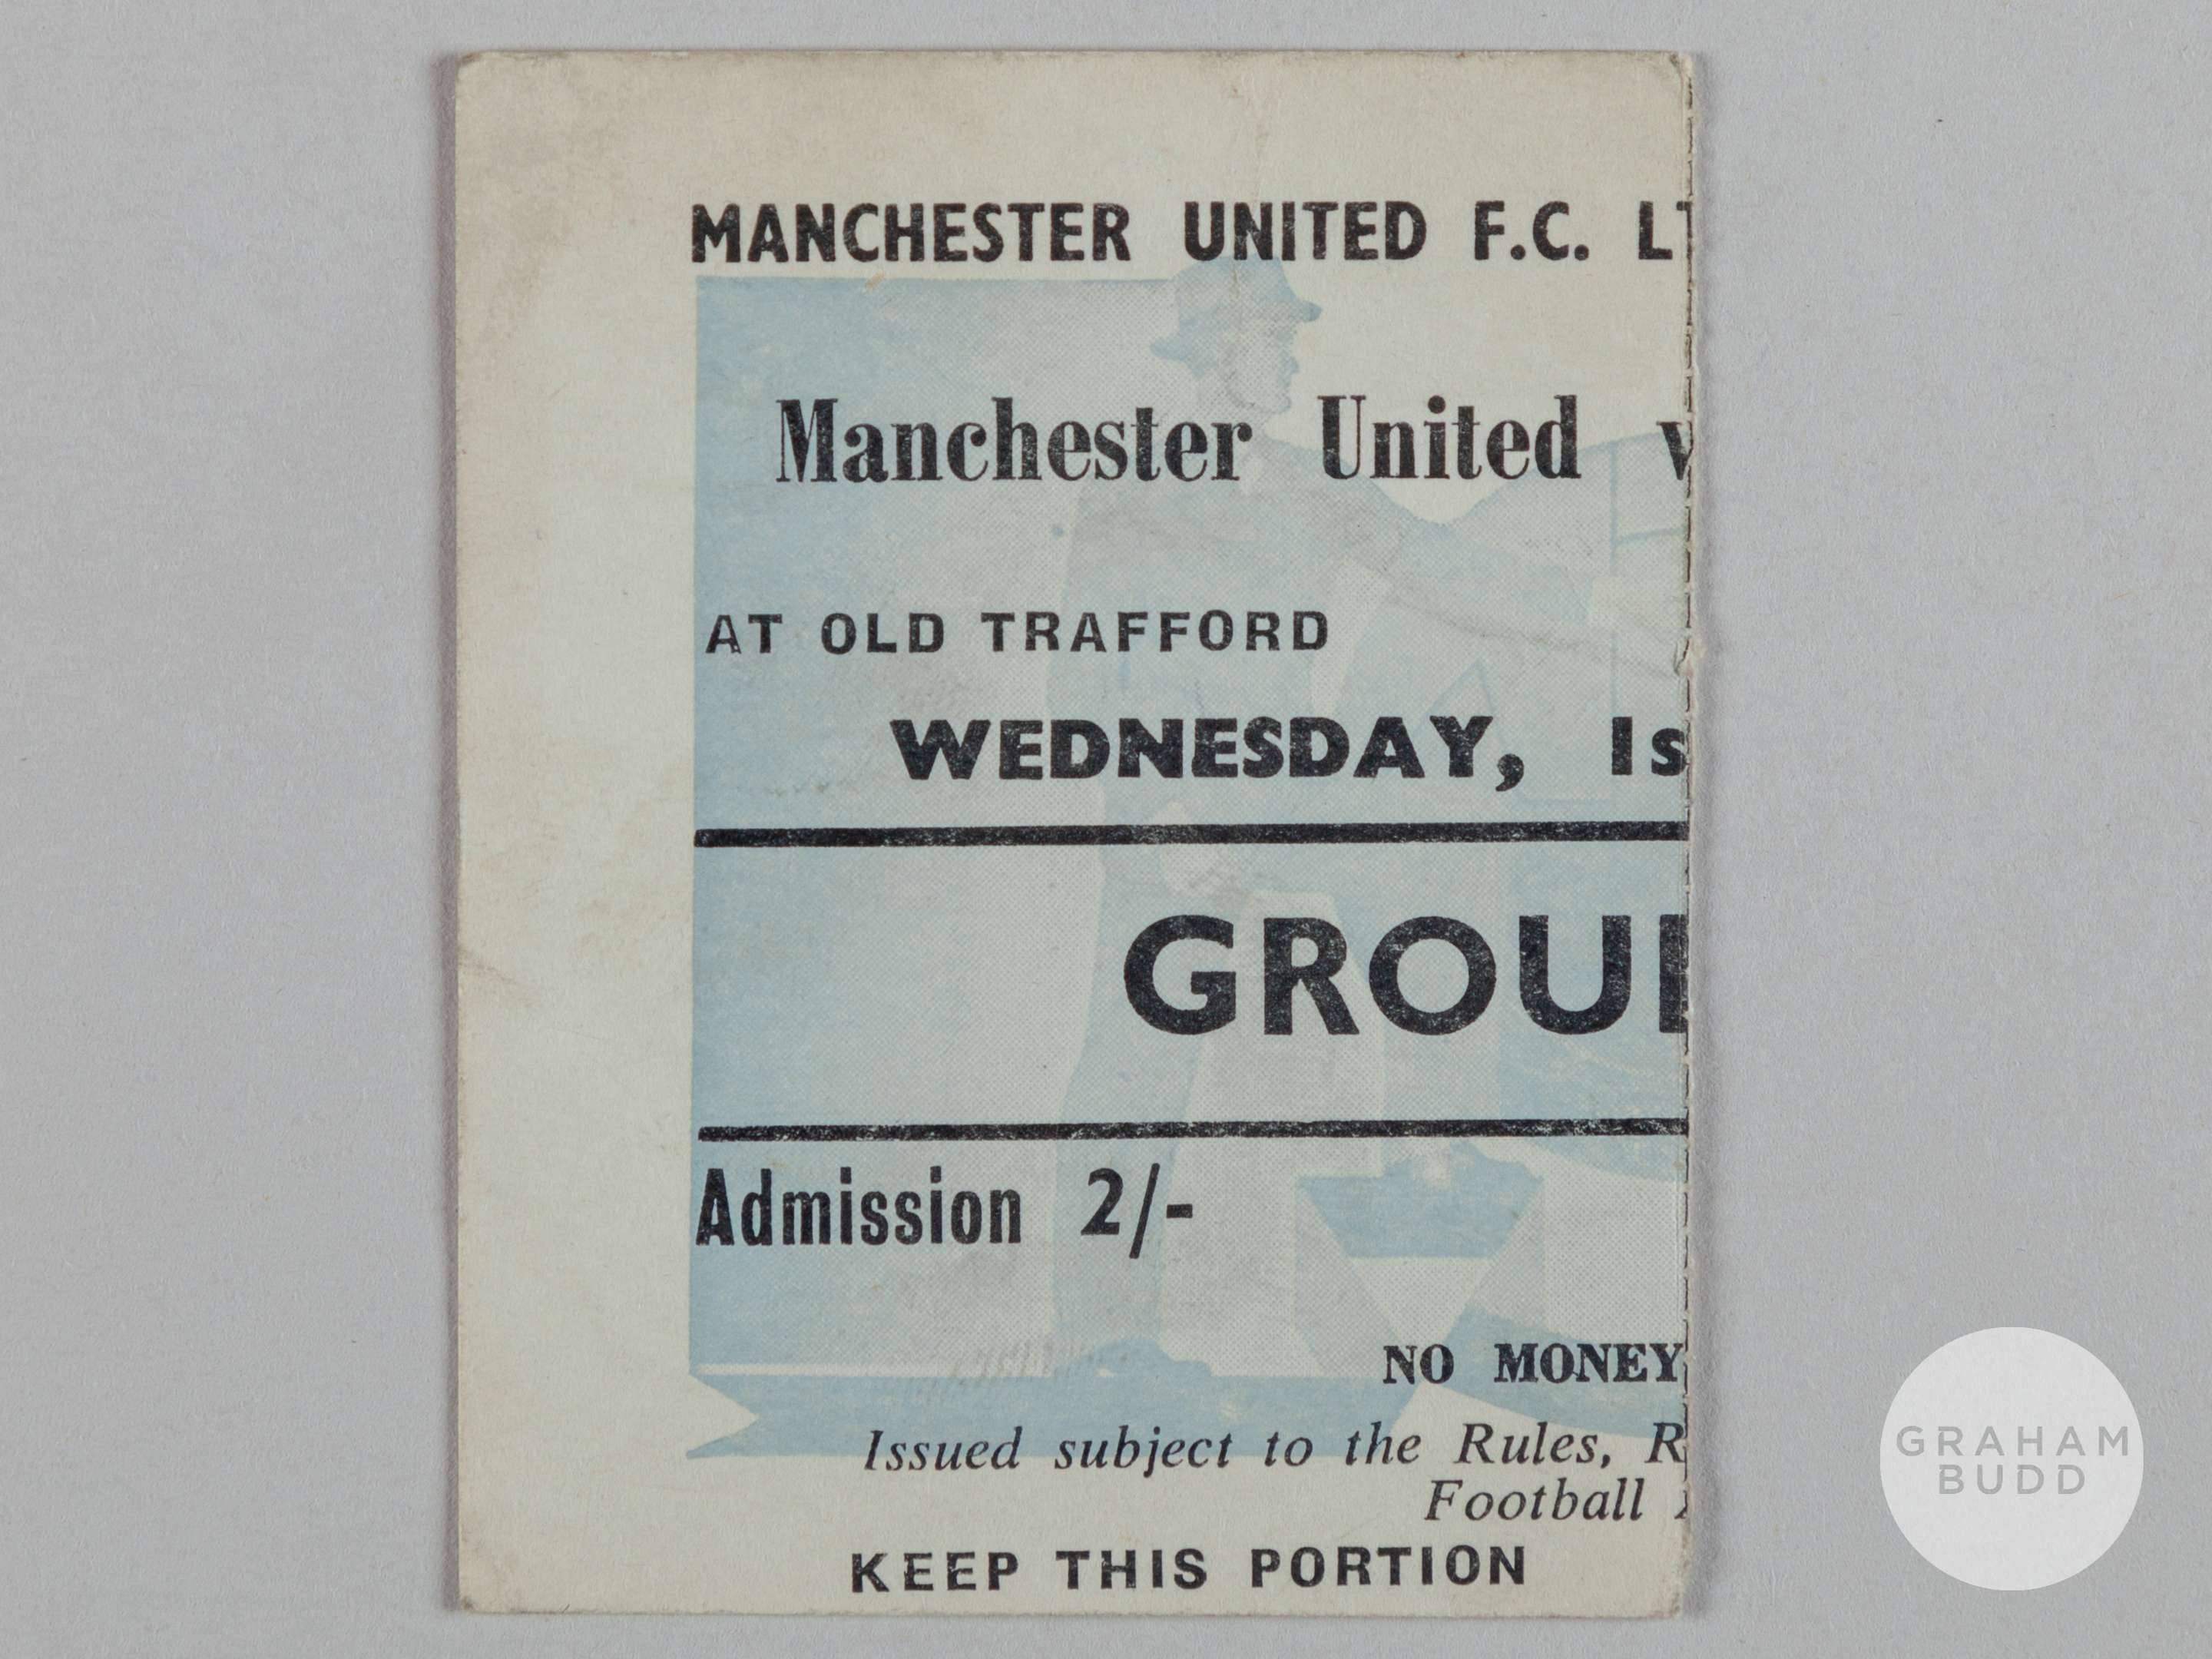 MANCHESTER UNITED F.C. LT
Manchester United v
AT OLD TRAFFORD
WEDNESDAY, 1s
GROU
Admission 2/-
NO MONEY
Issued subject to the Rules, R
Football
KEEP THIS PORTION
GRAHAM
BUDD